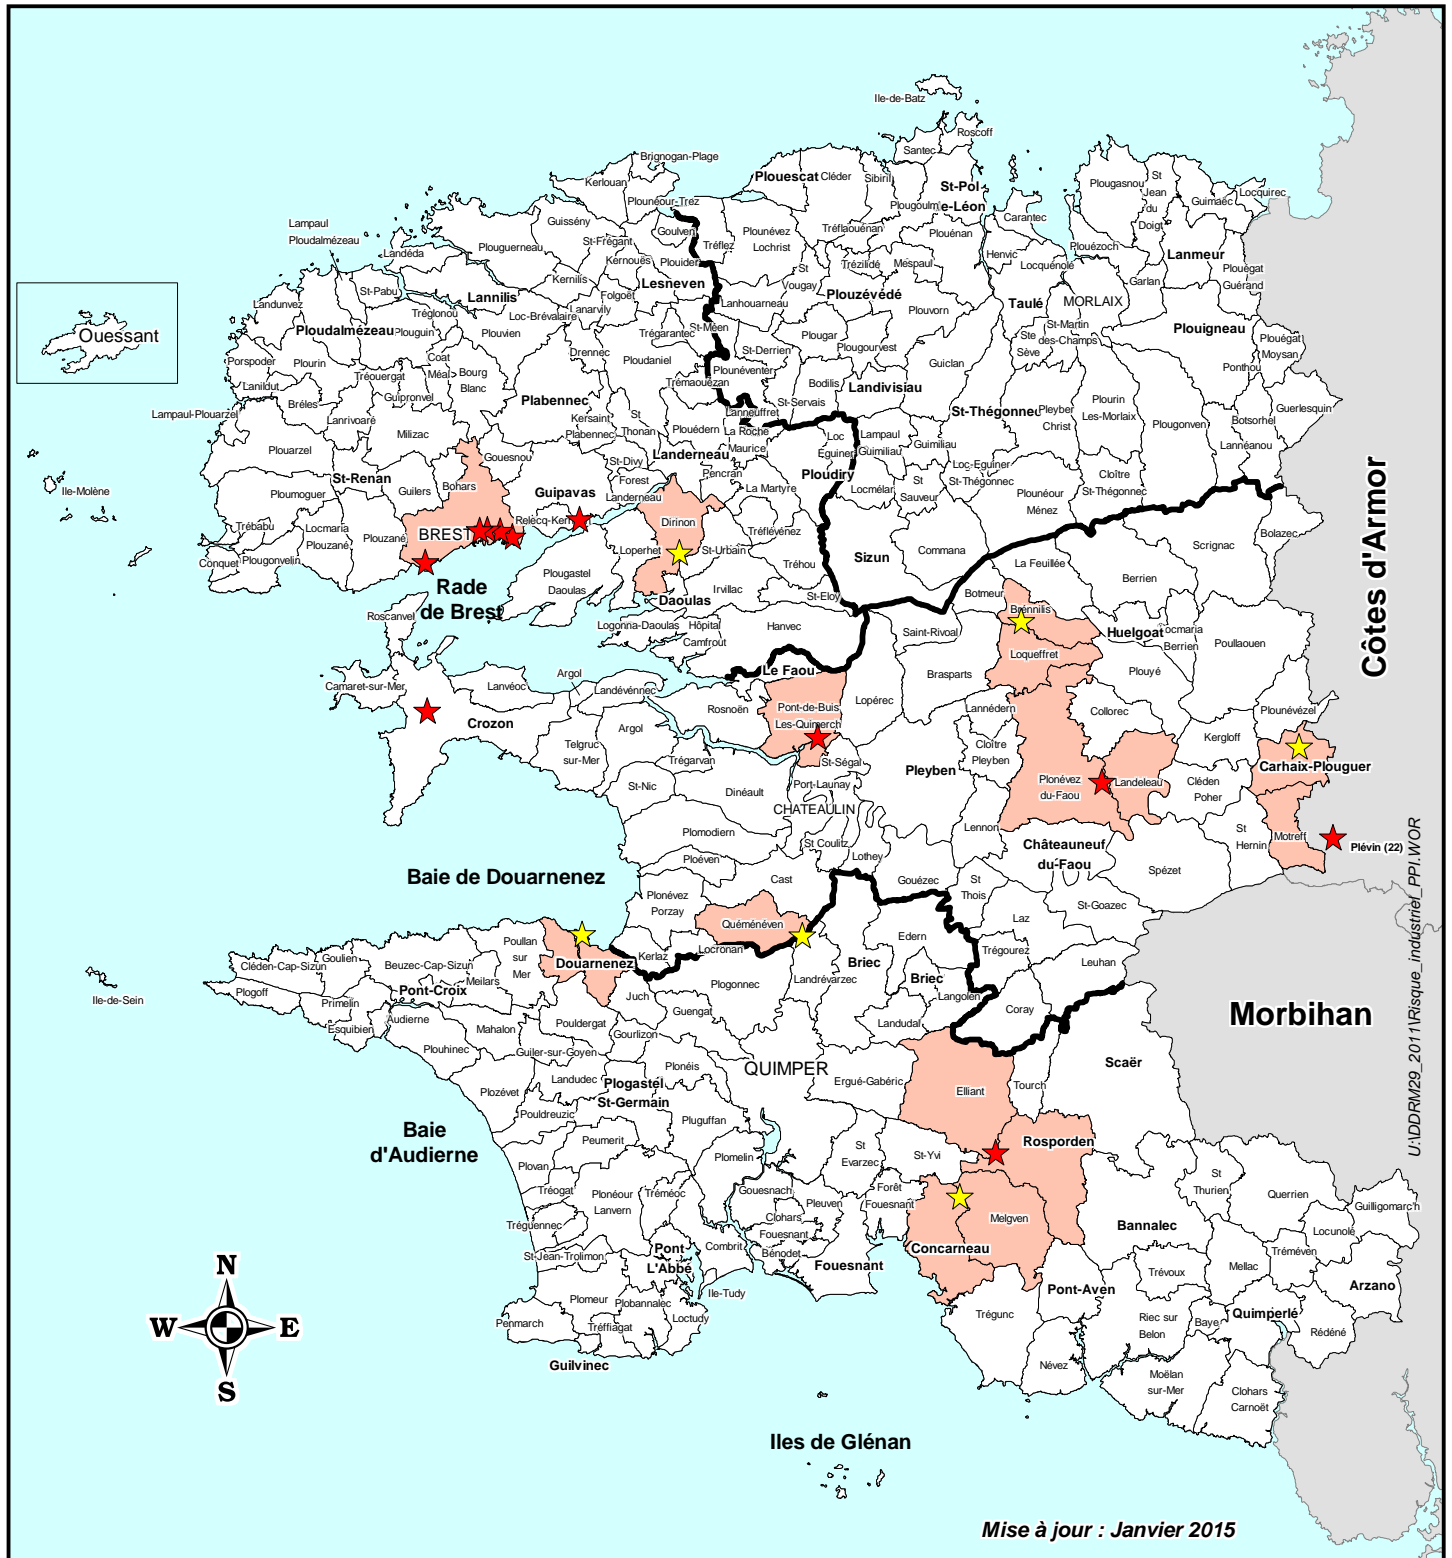 Ile-de-Batz
Roscoff
Santec
Brignogan-Plage
Kerlouan
Plounéour-Trez
Plouescat
Cléder
Sibiril
St-Pol
e-Léon
Plougoulm
Plougasnou
St
Jean
du
Doigt
Guimaëc
Locquirec
Lampaul
Ploudalmézeau
Landéda
Plouguerneau
Guissény
St-Frégant
Kernouës
Goulven
Plouider
Tréflez
Plounévez
Lochrist
Tréflaouénan
Plouénan
Carantec
Henvic
Locquénolé
Plouézoch
Lanmeur
Garlan
Plouégat
Guérand
St-Pabu
Lannilis
Kernilis
Folgoët
Lesneven
Lanhouarneau
St
Vougay
Trézilidé
Mespaul
Plouzévédé
Plouvorn
Taulé
MORLAIX
Plouigneau
Landunvez
Ploudalmézeau
Tréglonou
Plouguin
Loc-Brévalaire
Lanarvily
Plouvien
Trégarantec
St-Méen
Ouessant
Porspoder
Plourin
Coat
Méal
Bourg
Blanc
Drennec
Ploudaniel
St-Derrien
Plougar
Plougourvest
Guiclan
Ste
Sève
St-Martin
des-Champs
Plouégat
Moysan
Ponthou
Lanildut
Tréouergat
Guipronvel
Plounéventer
Trémaouézan
Bodilis
Landivisiau
Brélès
Lanrivoaré
Plabennec
Kersaint
Plabennec
St
Thonan
Plouédern
Lanneuffret
St-Servais
St-Thégonnec
Pleyber
Christ
Plourin
Les-Morlaix
Plougonven
Botsorhel
Guerlesquin
Lannéanou
Lampaul-Plouarzel
Plouarzel
Milizac
La Roche
Maurice
Loc
Eguiner
Lampaul
Guimiliau
Guimiliau
Loc-Eguiner
St-Thégonnec
Cloître
St-Thégonnec
Gouesnou
St-Divy
Landerneau
Pencran
Ploudiry
St-Renan
Guilers
Bohars
Guipavas
Forest
Landerneau
La Martyre
Locmélar
St
Sauveur
Plounéour
Ménez
Ile-Molène
Ploumoguer
Trébabu
Locmaria
Plouzané
Plouzané
BREST
Relécq-Kerh
Dirinon
Tréflévénez
Conquet
Plougonvelin
Loperhet
St-Urbain
Tréhou
Sizun
Commana
Scrignac
Bolazec
Côtes d'Armor
Rade
de Brest
Plougastel
Daoulas
Daoulas
Irvillac
St-Eloy
La Feuillée
Berrien
Botmeur
Brennilis
Roscanvel
Logonna-Daoulas
Hôpital
Camfrout
Hanvec
Saint-Rivoal
Loqueffret
Huelgoat
ocmaria
Berrien
Poullaouen
Le Faou
Camaret-sur-Mer
Lanvéoc
Argol
Landévénnec
Rosnoën
Pont-de-Buis
Les-Quimerch
Lopérec
Brasparts
Plouyé
Crozon
Argol
Telgruc
sur-Mer
Trégarvan
St-Ségal
Pleyben
Lannédern
Cloître
Pleyben
Collorec
Plounévézel
Kergloff
Carhaix-Plouguer
St-Nic
Dinéault
Port-Launay
CHATEAULIN
Plonévez
du-Faou
Landeleau
Cléden
Poher
Plomodiern
St Coulitz
Lothey
Lennon
Châteauneuf
du-Faou
St
Hernin
Motreff
Plévin (22)
Ploéven
Cast
Gouézec
St
Thois
Spézet
Baie de Douarnenez
Plonévez
Porzay
Quéménéven
St-Goazec
Laz
Edern
Trégourez
Leuhan
Poullan
sur
Mer
Kerlaz
Locronan
Briec
Briec
Cléden-Cap-Sizun
Goulien
Beuzec-Cap-Sizun
Meilars
Douarnenez
Landrévarzec
Langolen
Ile-de-Sein
Plogoff
Primelin
Pont-Croix
Juch
Plogonnec
Coray
Morbihan
Esquibien
Audierne
Mahalon
Pouldergat
Gourlizon
Guengat
Landudal
Plouhinec
Guiler-sur-Goyen
Plonéis
QUIMPER
Ergué-Gabéric
Elliant
Tourch
Scaër
Plozévet
Landudec
Plogastel
St-Germain
Pouldreuzic
Pluguffan
Baie
d'Audierne
Peumerit
Plomelin
St
Evarzec
St-Yvi
Rosporden
Plovan
Tréogat
Plonéour
Lanvern
Tréméoc
Gouesnach
Pleuven
Forêt
Fouesnant
Melgven
St
Thurien
Querrien
Guilligomarc'h
Tréguennec
Clohars
Fouesnant
Bannalec
Locunolé
St-Jean-Trolimon
Pont
L'Abbé
Combrit
Bénodet
Fouesnant
Concarneau
Trévoux
Mellac
Tréméven
Arzano
Plomeur
Plobannalec
Ile-Tudy
Pont-Aven
Penmarch
Tréffiagat
Loctudy
Trégunc
Riec sur
Belon
Baye
Quimperlé
Rédéné
Guilvinec
Névez
Moëlan
sur-Mer
Clohars
Carnoët
N
W
E
S
Iles de Glénan
Mise à jour : Janvier 2015
U:\DDRM29_2011\Risque_industriel_PPI.WOR